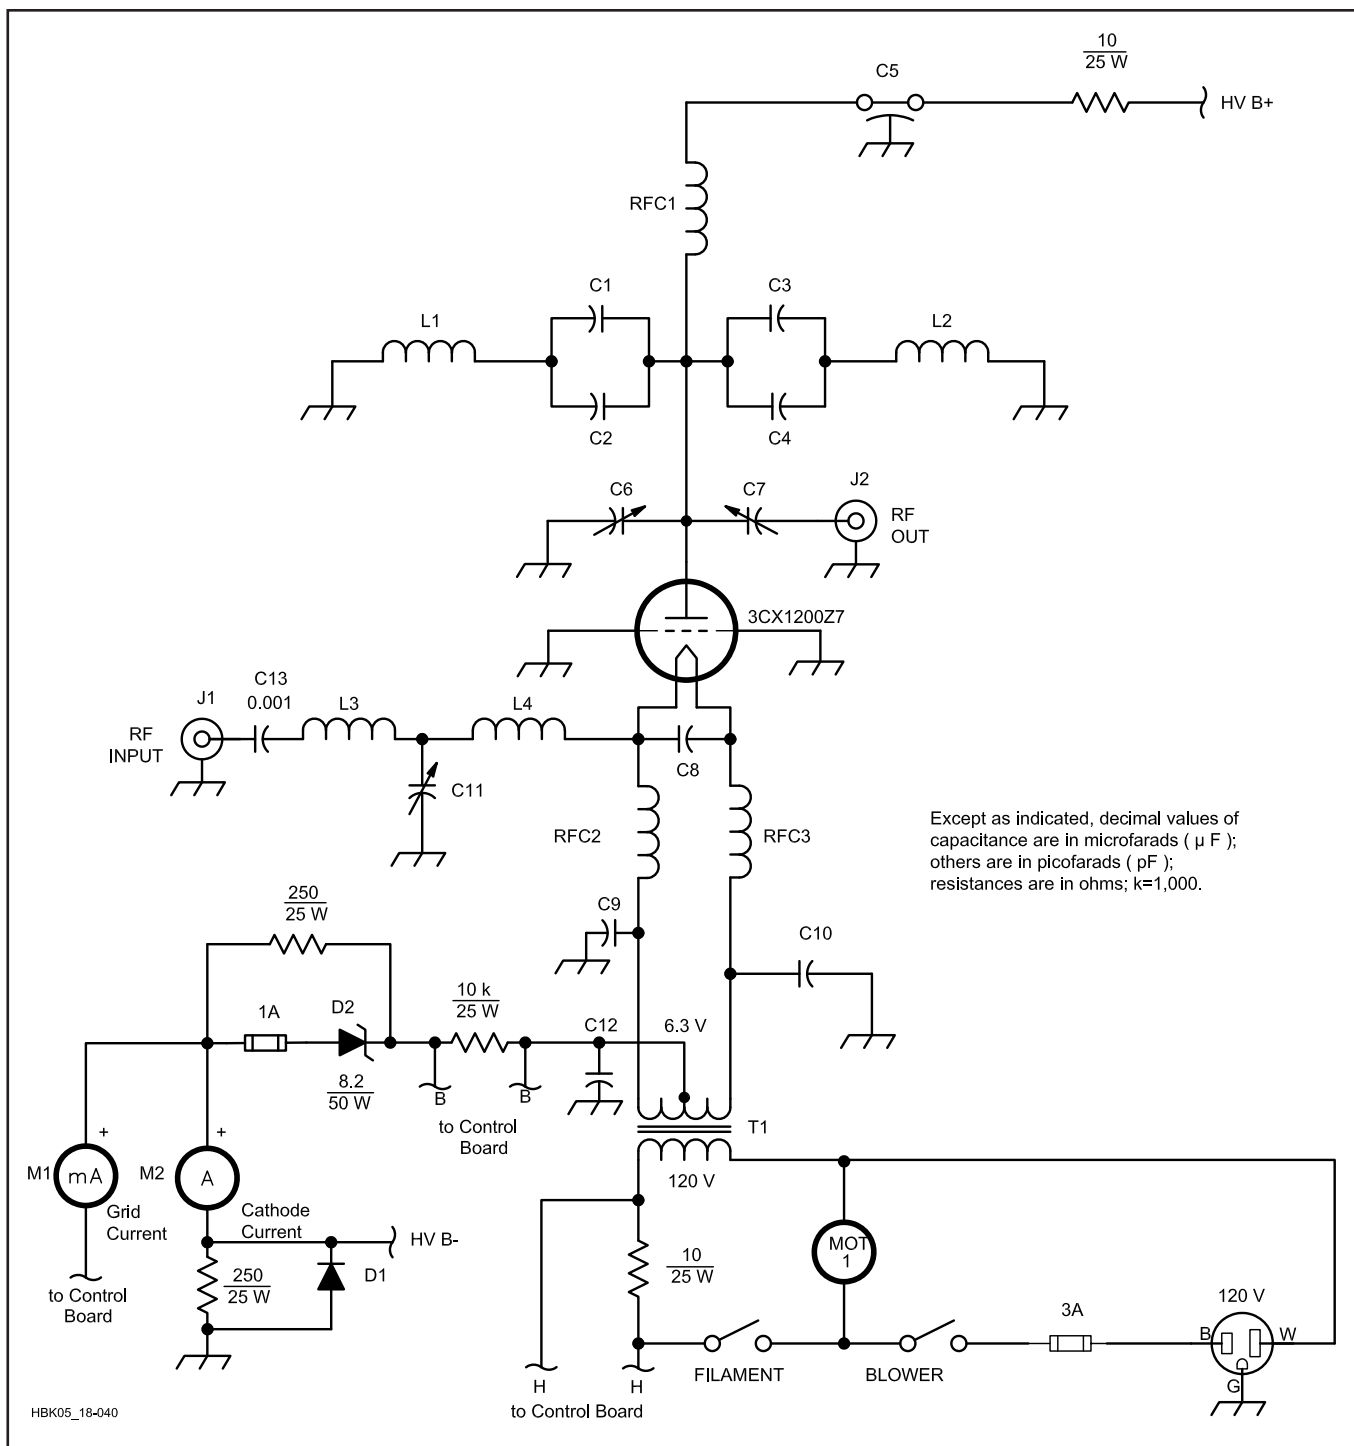 10
25 W
C5
HV B+
RFC1
C1
C3
L1
L2
C2
C4
C6
C7
J2
RF
OUT
3CX1200Z7
C13
0.001
J1
L3
L4
RF
INPUT
C8
C11
RFC2
RFC3
Except as indicated, decimal values of
capacitance are in microfarads ( µ F );
others are in picofarads ( pF );
resistances are in ohms; k=1,000.
250
25 W
C9
C10
1A
D2
10 k
25 W
C12
6.3 V
8.2
50 W
B
B
to Control
Board
T1
+
+
M1
mA
M2
A
120 V
Grid
Current
Cathode
Current
HV B-
MOT
1
10
25 W
250
25 W
D1
to Control
Board
3A
120 V
B
W
FILAMENT
BLOWER
G
H
H
to Control Board
HBK05_18-040